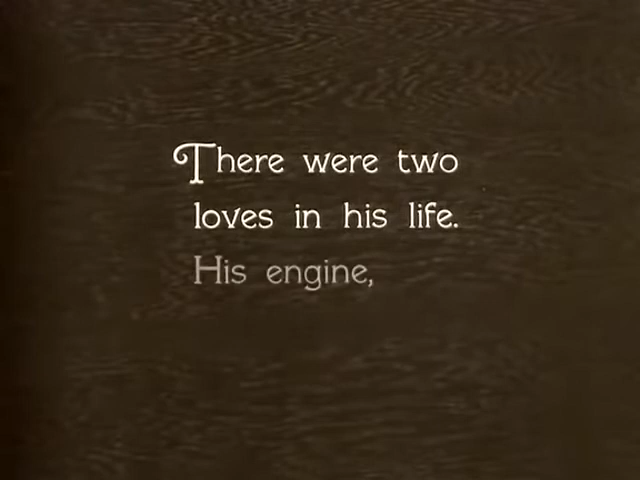 There were two
loves in his life.
His engine,